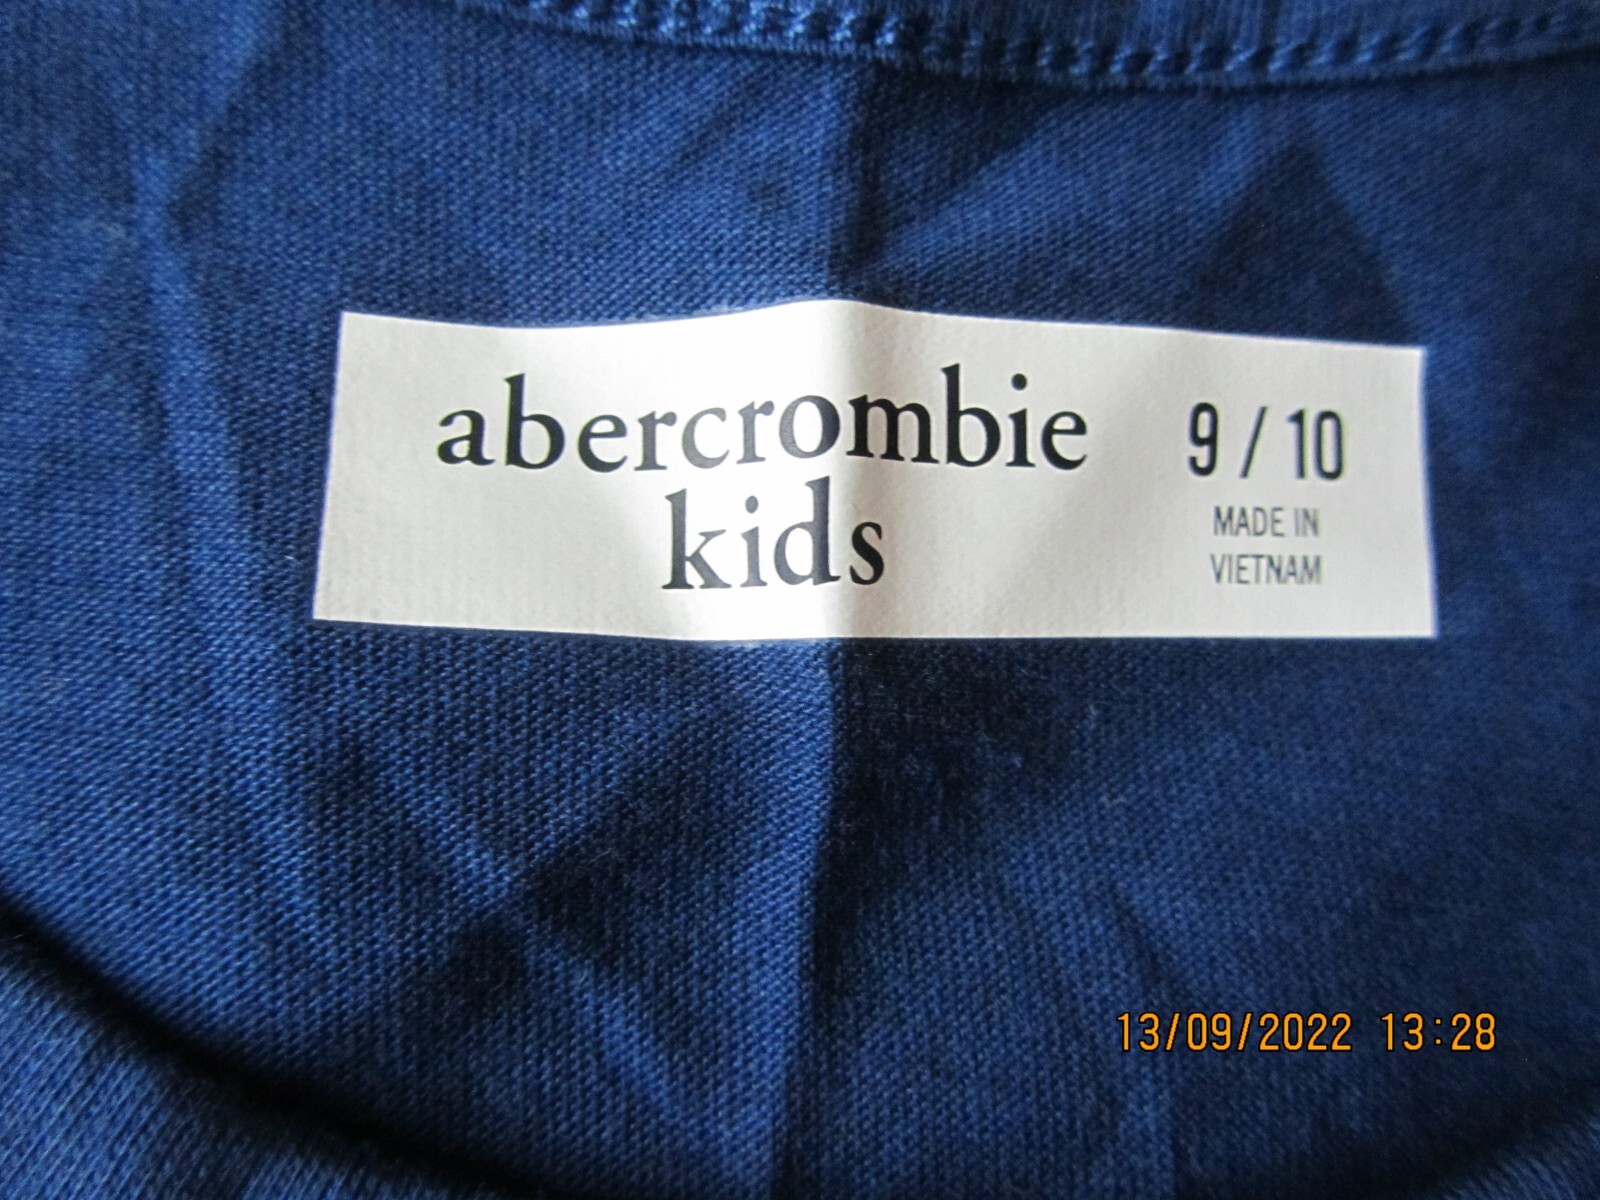 abercrombie
kids
9 / 10
MADE IN
VIETNAM
13/09/2022 13:28